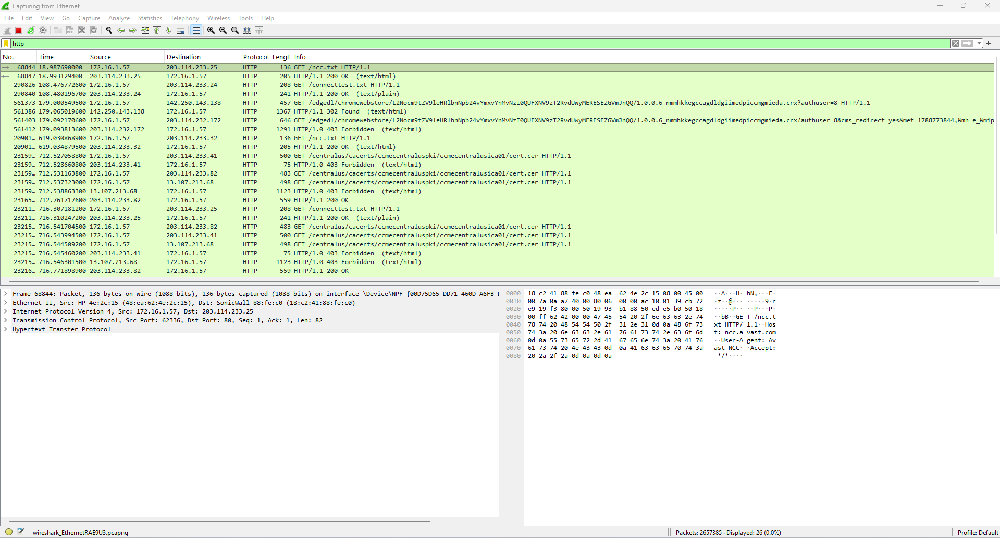 Capturing from Ethernet
File Edit View Go Capture Analyze Statistics Telephony Wireless Tools Help
http
No. Time Source Destination Protocol Lengtl Info
68844 18.987690000 172.16.1.57 203.114.233.25 HTTP 136 GET /ncc.txt HTTP/1.1
68847 18.993129400 203.114.233.25 172.16.1.57 HTTP 205 HTTP/1.1 200 OK (text/html)
290826 108.476772600 172.16.1.57 203.114.233.24 HTTP 208 GET /connecttest.txt HTTP/1.1
290840 108.480196700 203.114.233.24 172.16.1.57 HTTP 241 HTTP/1.1 200 OK (text/plain)
561373 179.000549500 172.16.1.57 142.250.143.138 HTTP 457 GET /edgedl/chromewebstore/L2Nocm9tZV9leHRlbnNpb24vYmxvYnMvNzI0QUFXNV9zT2RvdUwyMERESEZGVmJnQQ/1.0.0.6_nmmhkkegccagdldgiimedpiccmgmieda.crx?authuser=8 HTTP/1.1
561386 179.065019600 142.250.143.138 172.16.1.57 HTTP 1367 HTTP/1.1 302 Found (text/html)
561403 179.092170600 172.16.1.57 203.114.232.172 HTTP 646 GET /edgedl/chromewebstore/L2Nocm9tZV9leHRlbnNpb24vYmxvYnMvNzI0QUFXNV9zT2RvdUwyMERESEZGVmJnQQ/1.0.0.6_nmmhkkegccagdldgiimedpiccmgmieda.crx?authuser=8&cms_redirect=yes&met=1788773844,&mh=e_&mip
561412 179.093813600 203.114.232.172 172.16.1.57 HTTP 1291 HTTP/1.0 403 Forbidden (text/html)
20901… 619.030868900 172.16.1.57 203.114.233.32 HTTP 136 GET /ncc.txt HTTP/1.1
20901… 619.034879500 203.114.233.32 172.16.1.57 HTTP 205 HTTP/1.1 200 OK (text/html)
23159… 712.527058800 172.16.1.57 203.114.233.41 HTTP 500 GET /centralus/cacerts/ccmecentraluspki/ccmecentralusica01/cert.cer HTTP/1.1
23159… 712.528660800 203.114.233.41 172.16.1.57 HTTP 75 HTTP/1.0 403 Forbidden (text/html)
23159… 712.531163800 172.16.1.57 203.114.233.82 HTTP 483 GET /centralus/cacerts/ccmecentraluspki/ccmecentralusica01/cert.cer HTTP/1.1
23159… 712.537323000 172.16.1.57 13.107.213.68 HTTP 498 GET /centralus/cacerts/ccmecentraluspki/ccmecentralusica01/cert.cer HTTP/1.1
23159… 712.538863300 13.107.213.68 172.16.1.57 HTTP 1123 HTTP/1.0 403 Forbidden (text/html)
23165… 712.761717600 203.114.233.82 172.16.1.57 HTTP 559 HTTP/1.1 200 OK
23211… 716.307181200 172.16.1.57 203.114.233.25 HTTP 208 GET /connecttest.txt HTTP/1.1
23211… 716.310247200 203.114.233.25 172.16.1.57 HTTP 241 HTTP/1.1 200 OK (text/plain)
23215… 716.541704500 172.16.1.57 203.114.233.82 HTTP 483 GET /centralus/cacerts/ccmecentraluspki/ccmecentralusica01/cert.cer HTTP/1.1
23215… 716.543994500 172.16.1.57 203.114.233.41 HTTP 500 GET /centralus/cacerts/ccmecentraluspki/ccmecentralusica01/cert.cer HTTP/1.1
23215… 716.544509200 172.16.1.57 13.107.213.68 HTTP 498 GET /centralus/cacerts/ccmecentraluspki/ccmecentralusica01/cert.cer HTTP/1.1
23215… 716.545460200 203.114.233.41 172.16.1.57 HTTP 75 HTTP/1.0 403 Forbidden (text/html)
23215… 716.546301500 13.107.213.68 172.16.1.57 HTTP 1123 HTTP/1.0 403 Forbidden (text/html)
23216… 716.771898900 203.114.233.82 172.16.1.57 HTTP 559 HTTP/1.1 200 OK
Frame 68844: Packet, 136 bytes on wire (1088 bits), 136 bytes captured (1088 bits) on interface \Device\NPF_{00D75D65-DD71-460D-A6FB-
Ethernet II, Src: HP_4e:2c:15 (48:ea:62:4e:2c:15), Dst: SonicWall_88:fe:c0 (18:c2:41:88:fe:c0)
Internet Protocol Version 4, Src: 172.16.1.57, Dst: 203.114.233.25
Transmission Control Protocol, Src Port: 62336, Dst Port: 80, Seq: 1, Ack: 1, Len: 82
Hypertext Transfer Protocol
0000 18 c2 41 88 fe c0 48 ea 62 4e 2c 15 08 00 45 00 ··A···H· bN,···E·
0010 00 7a 0a a7 40 00 80 06 00 00 ac 10 01 39 cb 72 ·z··@··· ·····9·r
0020 e9 19 f3 80 00 50 19 93 b1 88 50 ed e5 b0 50 18 ·····P·· ··P···P·
0030 00 ff 62 42 00 00 47 45 54 20 2f 6e 63 63 2e 74 ··bB··GE T /ncc.t
0040 78 74 20 48 54 54 50 2f 31 2e 31 0d 0a 48 6f 73 xt HTTP/ 1.1··Hos
0050 74 3a 20 6e 63 63 2e 61 76 61 73 74 2e 63 6f 6d t: ncc.a vast.com
0060 0d 0a 55 73 65 72 2d 41 67 65 6e 74 3a 20 41 76 ··User-A gent: Av
0070 61 73 74 20 4e 43 43 0d 0a 41 63 63 65 70 74 3a ast NCC· ·Accept:
0080 20 2a 2f 2a 0d 0a 0d 0a */*····
wireshark_EthernetRAE9U3.pcapng Packets: 2657385 · Displayed: 26 (0.0%) Profile: Default